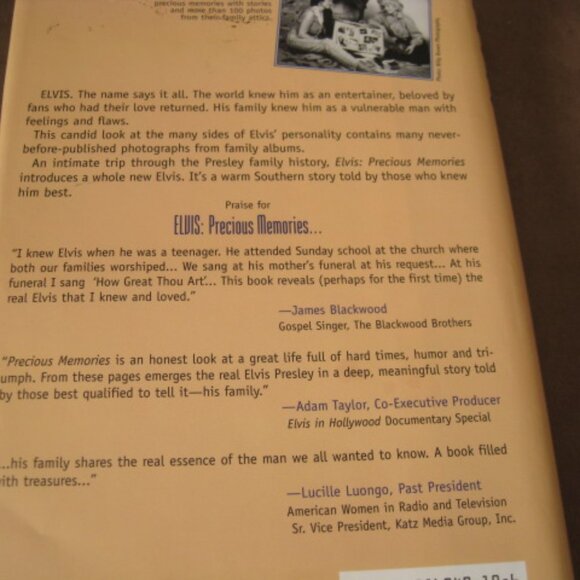 precious memories with stories
and more than 100 photos
from their family attics.
ELVIS. The name says it all. The world knew him as an entertainer, beloved by
fans who had their love returned. His family knew him as a vulnerable man with
feelings and flaws.
This candid look at the many sides of Elvis' personality contains many never-
before-published photographs from family albums.
An intimate trip through the Presley family history, Elvis: Precious Memories
introduces a whole new Elvis. It's a warm Southern story told by those who knew
him best.
Praise for
ELVIS: Precious Memories...
"I knew Elvis when he was a teenager. He attended Sunday school at the church where
both our families worshiped... We sang at his mother's funeral at his request... At his
funeral I sang 'How Great Thou Art'... This book reveals (perhaps for the first time) the
real Elvis that I knew and loved."
—James Blackwood
Gospel Singer, The Blackwood Brothers
"Precious Memories is an honest look at a great life full of hard times, humor and tri-
umph. From these pages emerges the real Elvis Presley in a deep, meaningful story told
by those best qualified to tell it—his family."
—Adam Taylor, Co-Executive Producer
Elvis in Hollywood Documentary Special
...his family shares the real essence of the man we all wanted to know. A book filled
with treasures..."
—Lucille Luongo, Past President
American Women in Radio and Television
Sr. Vice President, Katz Media Group, Inc.